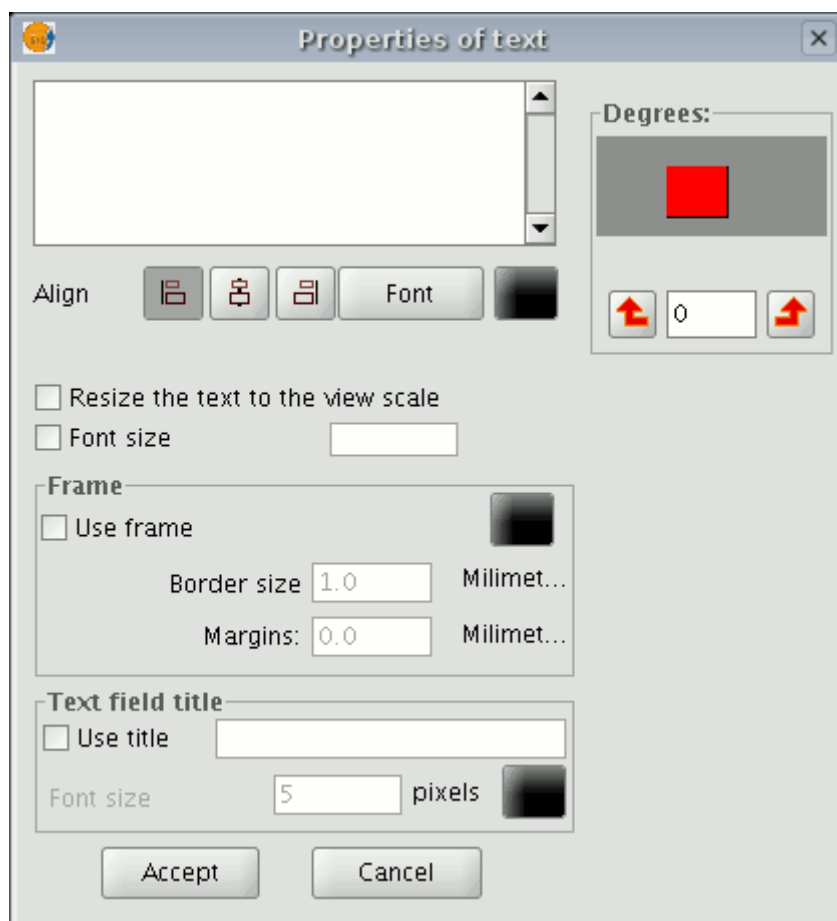 Properties of text
Degrees:
Align
Font
0
Resize the text to the view scale
Font size
Frame
Use frame
Border size 1.0 Milimet...
Margins: 0.0 Milimet...
Text field title
Use title
Font size 5 pixels
Accept Cancel